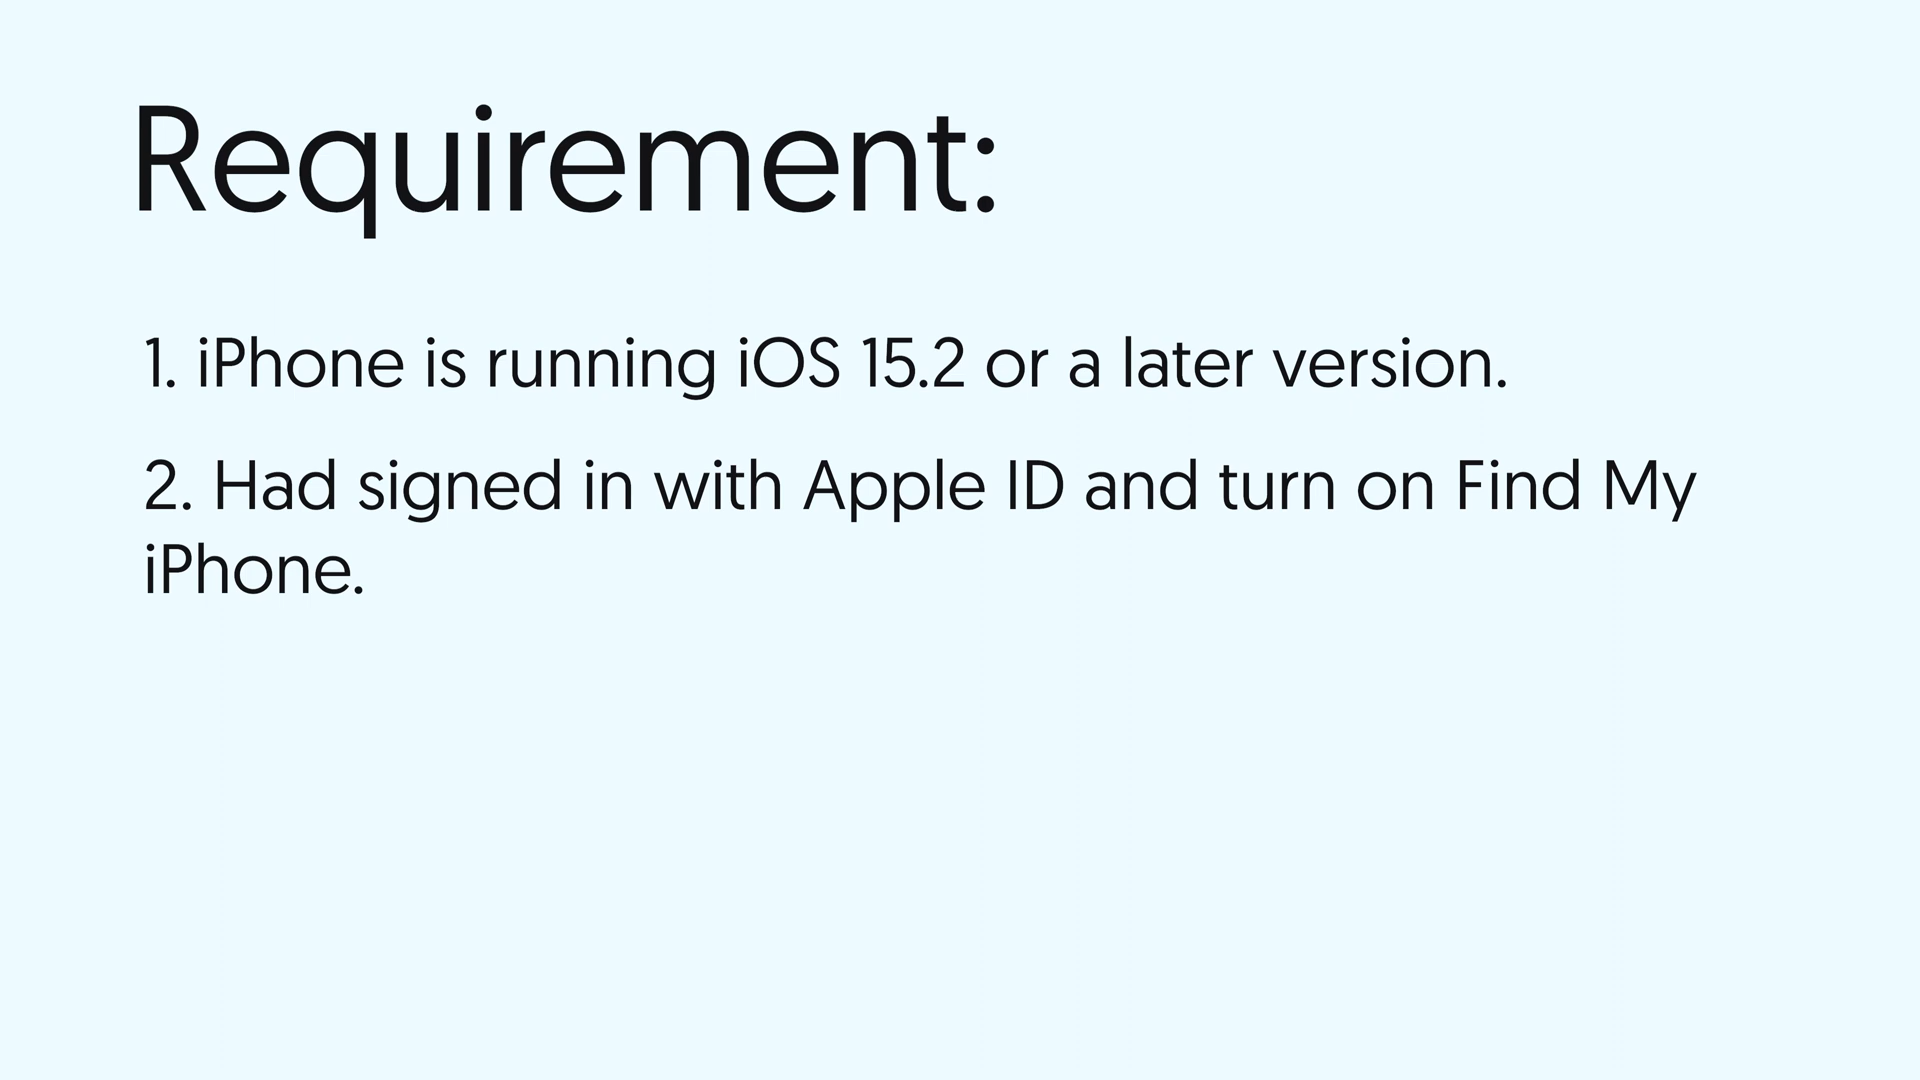 Requirement:
1. iPhone is running iOS 15.2 or a later version.
2. Had signed in with Apple ID and turn on Find My
iPhone.